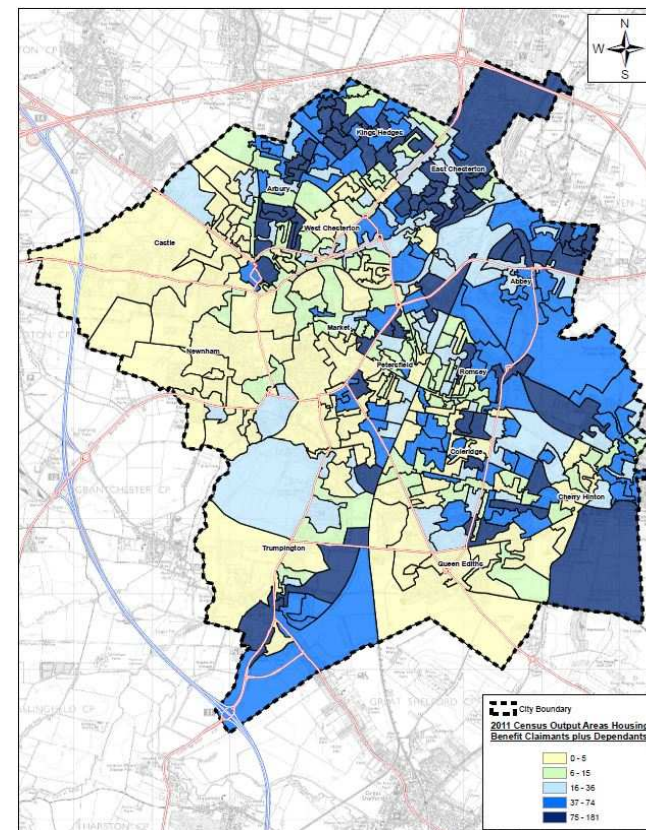 N
W E
S
Kings Hedges
East Chesterton
Arbury
West Chesterton
Castle
Abbey
Market
Newnham
Petersfield
Romsey
Coleridge
Cherry Hinton
Trumpington
Queen Ediths
City Boundary
2011 Census Output Areas Housing
Benefit Claimants plus Dependants
0 - 5
6 - 15
16 - 36
37 - 74
75 - 181